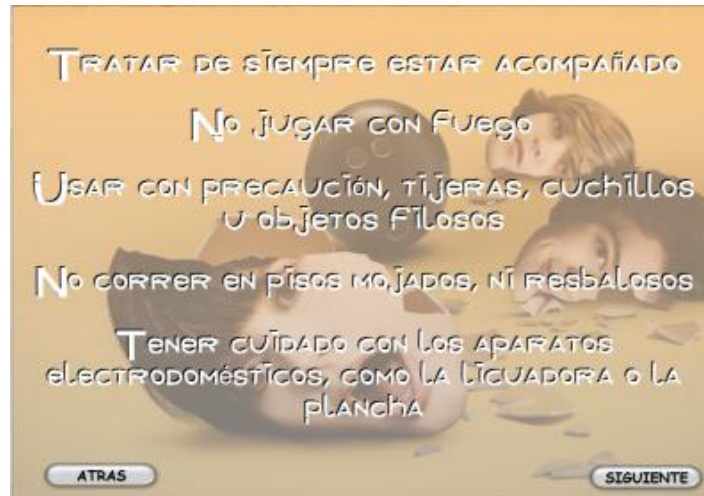 Tratar de siempre estar acompañado
No jugar con fuego
Usar con precaución, tijeras, cuchillos
u objetos filosos
No correr en pisos mojados, ni resbalosos
Tener cuidado con los aparatos
electrodomésticos, como la licuadora o la
plancha
ATRAS
SIGUIENTE